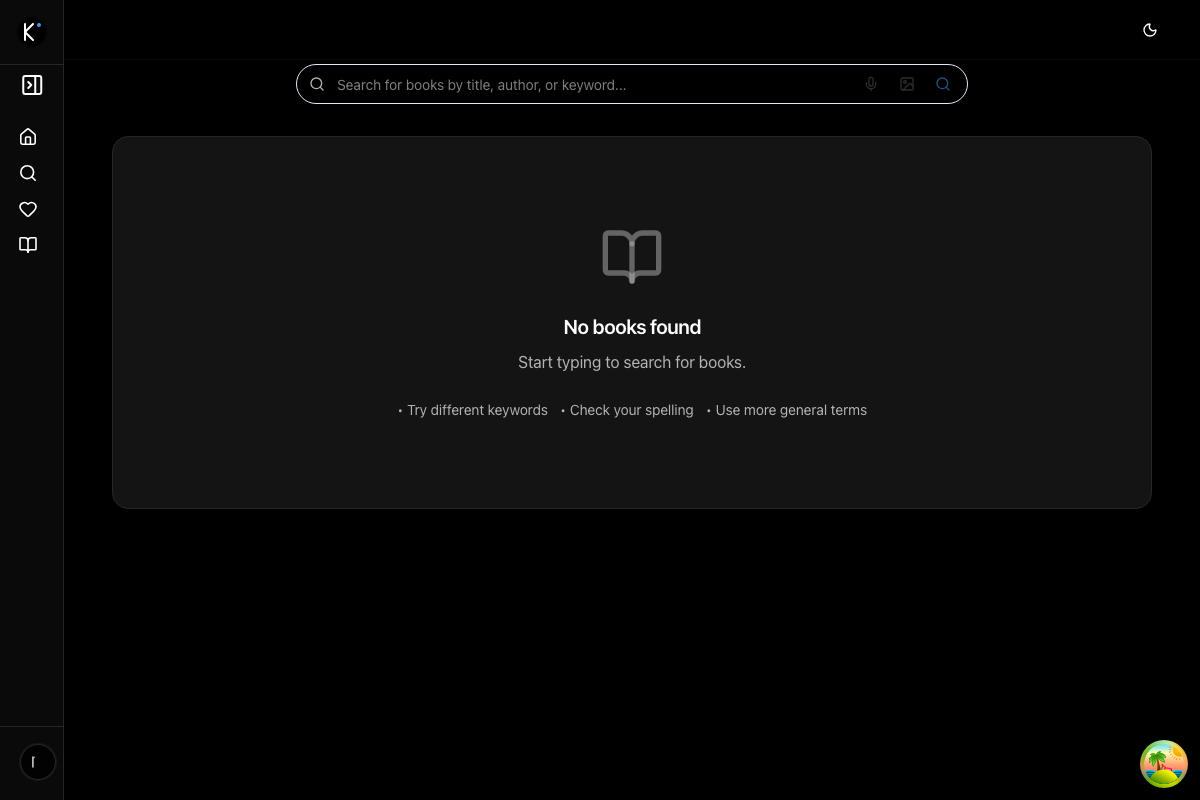 K
Search for books by title, author, or keyword...
No books found
Start typing to search for books.
• Try different keywords • Check your spelling • Use more general terms